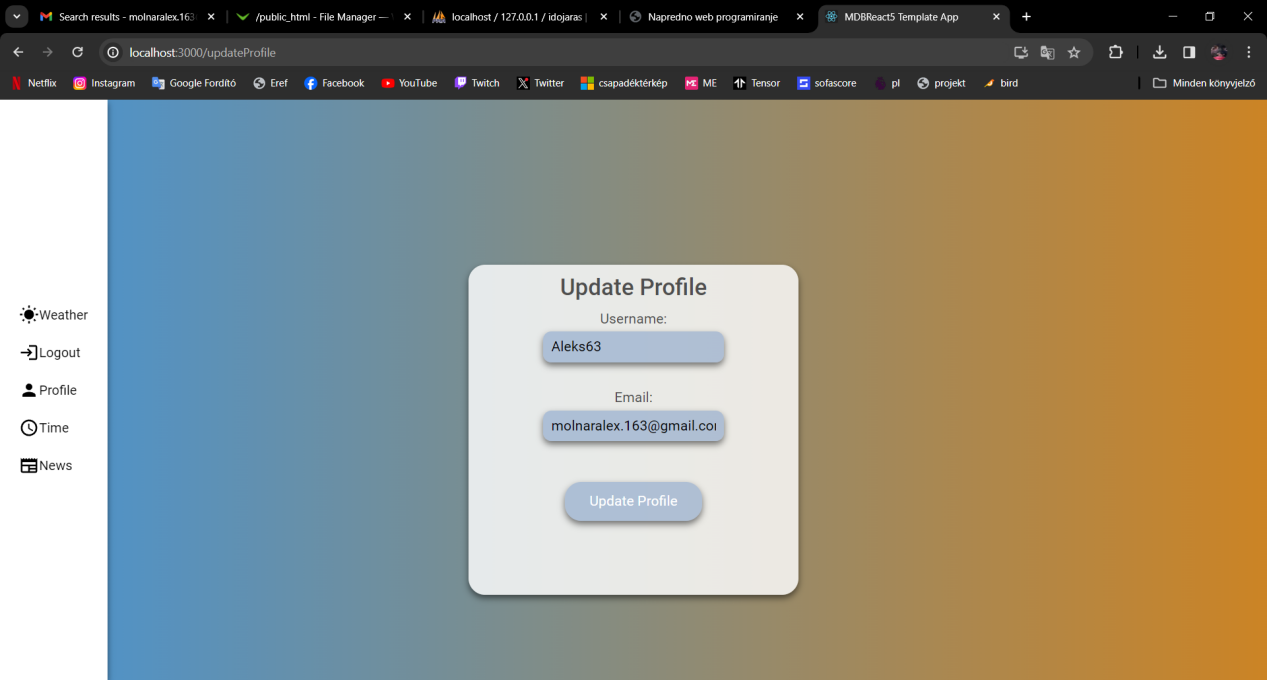 Search results - molnaralex.163
/public_html - File Manager —
localhost / 127.0.0.1 / idojaras |
Napredno web programiranje
MDBReact5 Template App
localhost:3000/updateProfile
Netflix
Instagram
Google Fordító
Eref
Facebook
YouTube
Twitch
Twitter
csapadéktérkép
ME
Tensor
sofascore
pl
projekt
bird
Minden könyvjelző
Weather
Logout
Profile
Time
News
Update Profile
Username:
Aleks63
Email:
molnaralex.163@gmail.co
Update Profile